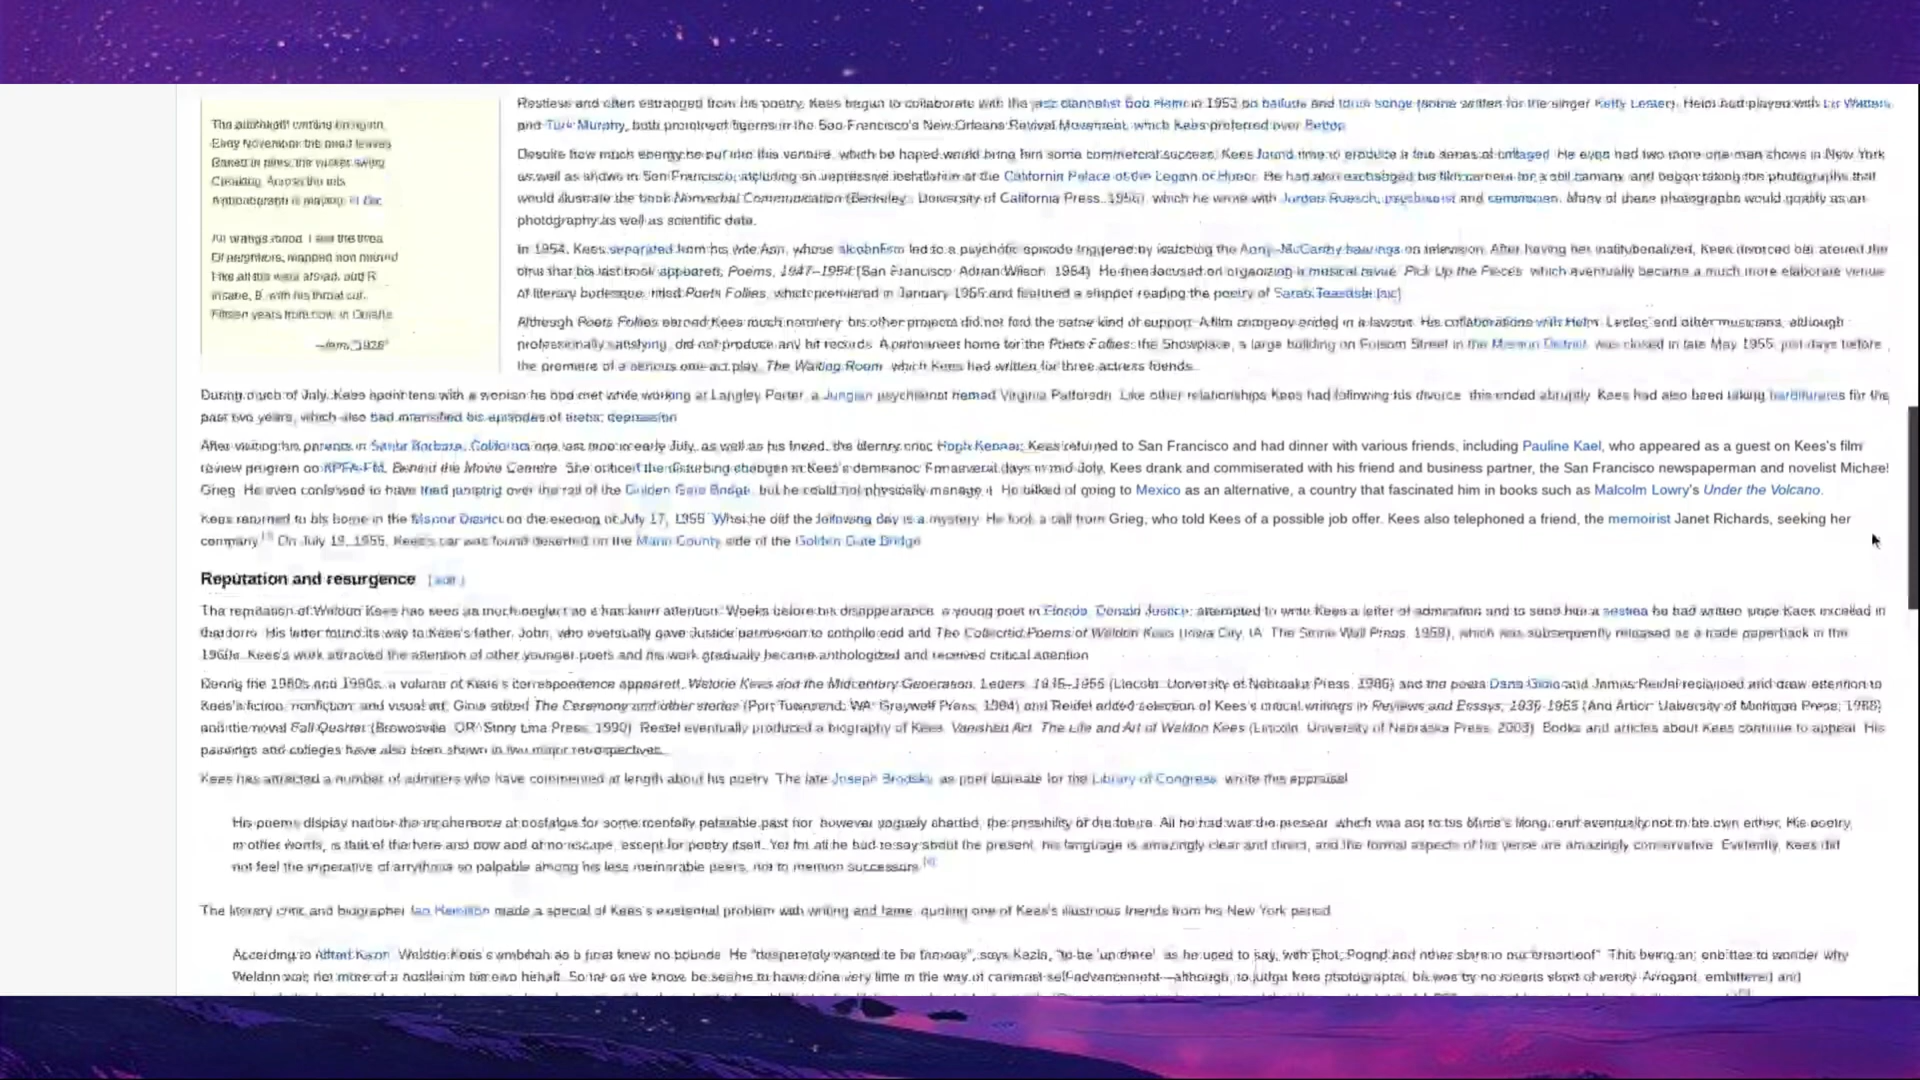 Early November: the
—from "1926"
Restless and often estranged from his poetry, Kees began to collaborate with the jazz clarinetist Bob Helm in 1953 on ballads and torch songs (some written for the singer Ketty Lester). Helm had played with Lu Watters
and Turk Murphy, both prominent figures in the San Francisco's New Orleans Revival Movement, which Kees preferred over Bebop
Despite how much energy he put into this venture, which he hoped would bring him some commercial success, Kees found time to produce a fine series of collages. He even had two more one-man shows in New York
as well as shows in San Francisco, including an impressive installation at the California Palace of the Legion of Honor. He had also exchanged his film camera for a still camera and began taking the photographs that
would illustrate the book Nonverbal Communication (Berkeley: University of California Press, 1956), which he wrote with Jurgen Ruesch, psychiatrist and Many of these photographs would qualify as art
photography as well as scientific data.
In 1954, Kees separated from his wife Ann, whose alcoholism led to a psychotic episode triggered by watching the Army–McCarthy hearings on television. After having her institutionalized, Kees divorced her around the
time that his last book appeared, Poems, 1947–1954 (San Francisco: Adrian Wilson, 1954). He then focused on organizing a musical revue, Pick Up the Pieces, which eventually became a much more elaborate venue
of literary burlesque, titled Poets Follies, which premiered in January 1955 and featured a stripper reading the poetry of Sarah Teasdale [sic]
Although Poets Follies earned Kees much notoriety, his other projects did not find the same kind of support. A film company ended in a lawsuit. His collaborations with Helm, Lester, and other musicians, although
professionally satisfying, did not produce any hit records. A permanent home for the Poets Follies: the Showplace, a large building on Folsom Street in the Mission District, was closed in late May 1955, just days before
the premiere of a serious one-act play, The Waiting Room, which Kees had written for three actress friends.
During much of July, Kees spent time with a woman he had met while working at Langley Porter, a Jungian psychiatrist named Virginia Patterson. Like other relationships Kees had following his divorce, this ended abruptly. Kees had also been taking barbiturates for the
past two years, which also had intensified his episodes of depression
After visiting his parents in Santa Barbara, California one last time in early July, as well as his friend, the literary critic Hugh Kenner, Kees returned to San Francisco and had dinner with various friends, including Pauline Kael, who appeared as a guest on Kees's film
review program on KPFA-FM, Behind the Movie Camera. She noticed the disturbing changes in Kees's demeanor. For several days in mid-July, Kees drank and commiserated with his friend and business partner, the San Francisco newspaperman and novelist Michael
Grieg. He even confessed to have tried jumping over the rail of the Golden Gate Bridge, but he could not physically manage it. He talked of going to Mexico as an alternative, a country that fascinated him in books such as Malcolm Lowry's Under the Volcano.
Kees returned to his home in the Marina District on the evening of July 17, 1955. What he did the following day is a mystery. He took a call from Grieg, who told Kees of a possible job offer. Kees also telephoned a friend, the memoirist Janet Richards, seeking her
company. On July 19, 1955, Kees's car was found deserted on the Marin County side of the Golden Gate Bridge
Reputation and resurgence [ edit ]
The reputation of Weldon Kees has seen as much neglect as it has known attention. Weeks before his disappearance, a young poet in Florida, Donald Justice, attempted to write Kees a letter of admiration and to send him a sestina he had written since Kees excelled in
that form. His letter found its way to Kees's father, John, who eventually gave Justice permission to compile and The Collected Poems of Weldon Kees (Iowa City, IA: The Stone Wall Press, 1959), which was subsequently released as a trade paperback in the
1960s. Kees's work attracted the attention of other younger poets and his work gradually became anthologized and received critical attention
During the 1980s and 1990s, a volume of Kees's correspondence appeared, Weldon Kees and the Midcentury Generation: Letters, 1935–1955 (Lincoln: University of Nebraska Press, 1986) and the poets Dana Gioia and James Reidel reclaimed and drew attention to
Kees's fiction, nonfiction, and visual art. Gioia edited The Ceremony and other stories (Port Townsend, WA: Graywolf Press, 1984) and Reidel added selection of Kees's critical writings in Reviews and Essays, 1936-1955 (Ann Arbor: University of Michigan Press, 1988)
and the novel Fall Quarter (Brownsville, OR: Story Line Press, 1990). Reidel eventually produced a biography of Kees, Vanished Act: The Life and Art of Weldon Kees (Lincoln: University of Nebraska Press, 2003). Books and articles about Kees continue to appear. His
paintings and collages have also been shown in two major retrospectives.
Kees has attracted a number of admirers who have commented at length about his poetry. The late Joseph Brodsky, as poet laureate for the Library of Congress, wrote this appraisal
His poems display neither the incoherence of nostalgia for some mentally palatable past nor, however vaguely charted, the possibility of the future. All he had was the present, which was not to his Muse's liking, and eventually not to his own either. His poetry,
in other words, is that of the here and now and of no escape, except for poetry itself. Yet for all he had to say about the present, his language is amazingly clear and direct, and the formal aspects of his verse are amazingly conservative. Evidently, Kees did
not feel the imperative of arrythmia so palpable among his less memorable peers, not to mention successors.
The literary critic and biographer Ian Hamilton made a special of Kees's existential problem with writing and fame, quoting one of Kees's illustrious friends from his New York period
According to Alfred Kazin, Weldon Kees's ambition as a poet knew no bounds. He "desperately wanted to be famous", says Kazin, "to be 'up there', as he used to say, with Eliot, Pound and other stars in our firmament". This being so, one has to wonder why
Weldon was not more of a hustler on his own behalf. So far as we know he seems to have done very little in the way of careerist self-advancement—although, to judge from photographs, he was by no means short of vanity. Arrogant, embittered and